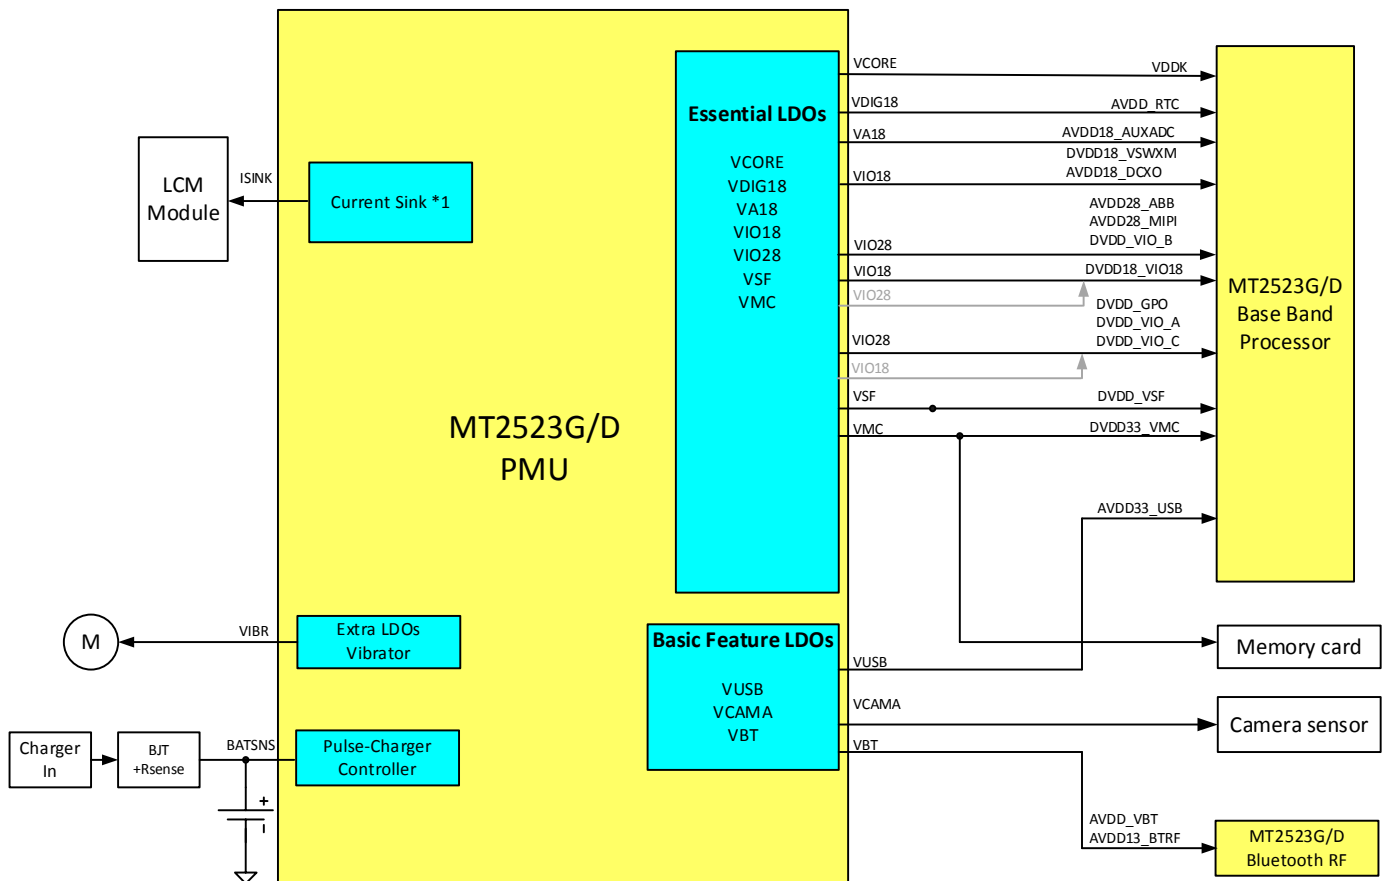 LCM
Module
ISINK
Current Sink *1
MT2523G/D
PMU
M
VIBR
Extra LDOs
Vibrator
Charger
In
BJT
+Rsense
BATSNS
Pulse-Charger
Controller
+
-
Essential LDOs
VCORE
VDIG18
VA18
VIO18
VIO28
VSF
VMC
Basic Feature LDOs
VUSB
VCAMA
VBT
VCORE
VDDK
VDIG18
AVDD_RTC
VA18
AVDD18_AUXADC
DVDD18_VSWXM
VIO18
AVDD18_DCXO
AVDD28_ABB
AVDD28_MIPI
VIO28
DVDD_VIO_B
VIO18
DVDD18_VIO18
VIO28
DVDD_GPO
DVDD_VIO_A
VIO28
DVDD_VIO_C
VIO18
VSF
DVDD_VSF
VMC
DVDD33_VMC
AVDD33_USB
VUSB
VCAMA
VBT
AVDD_VBT
AVDD13_BTRF
MT2523G/D
Base Band
Processor
Memory card
Camera sensor
MT2523G/D
Bluetooth RF